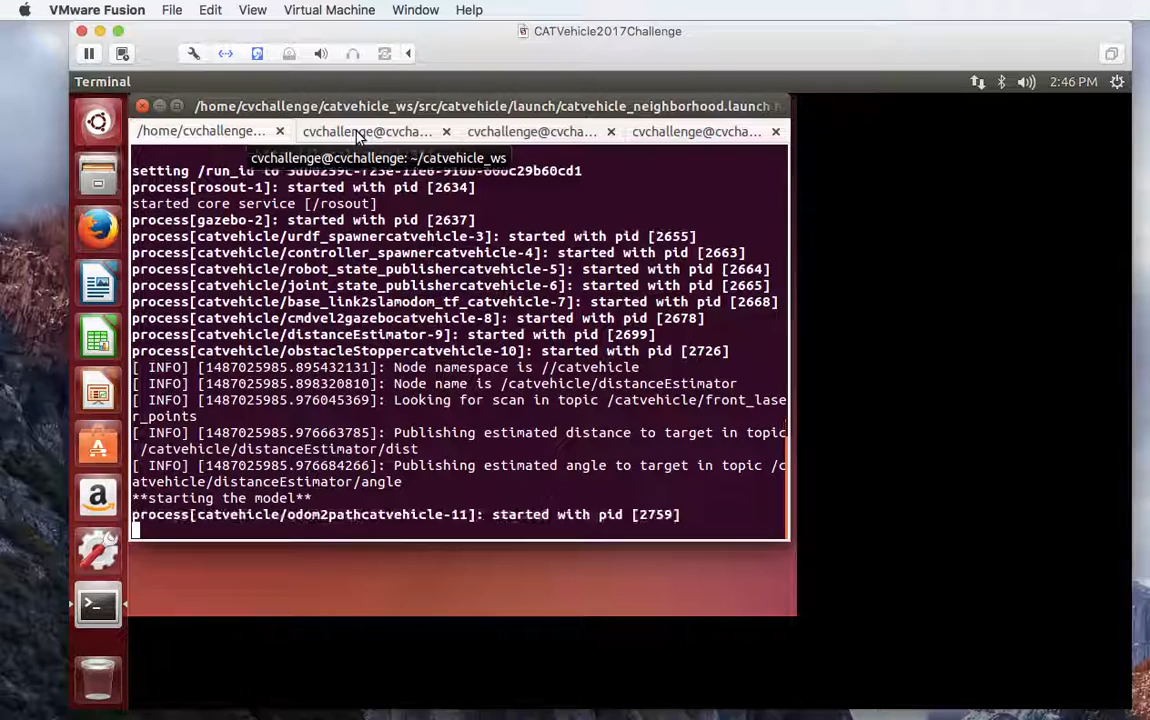 VMware Fusion File Edit View Virtual Machine Window Help
CATVehicle2017Challenge
Terminal
2:46 PM
/home/cvchallenge/catvehicle_ws/src/catvehicle/launch/catvehicle_neighborhood.launch
/home/cvchallenge... cvchallenge@cvcha... cvchallenge@cvcha... cvchallenge@cvcha...
cvchallenge@cvchallenge: ~/catvehicle_ws
setting /run_id to
process[rosout-1]: started with pid [2634]
started core service [/rosout]
process[gazebo-2]: started with pid [2637]
process[catvehicle/urdf_spawnercatvehicle-3]: started with pid [2655]
process[catvehicle/controller_spawnercatvehicle-4]: started with pid [2663]
process[catvehicle/robot_state_publishercatvehicle-5]: started with pid [2664]
process[catvehicle/joint_state_publishercatvehicle-6]: started with pid [2665]
process[catvehicle/base_link2slamodom_tf_catvehicle-7]: started with pid [2668]
process[catvehicle/cmdvel2gazebocatvehicle-8]: started with pid [2678]
process[catvehicle/distanceEstimator-9]: started with pid [2699]
process[catvehicle/obstacleStoppercatvehicle-10]: started with pid [2726]
[ INFO] [1487025985.895432131]: Node namespace is //catvehicle
[ INFO] [1487025985.898320810]: Node name is /catvehicle/distanceEstimator
[ INFO] [1487025985.976045369]: Looking for scan in topic /catvehicle/front_lase
r_points
[ INFO] [1487025985.976663785]: Publishing estimated distance to target in topic
/catvehicle/distanceEstimator/dist
[ INFO] [1487025985.976684266]: Publishing estimated angle to target in topic /c
atvehicle/distanceEstimator/angle
**starting the model**
process[catvehicle/odom2pathcatvehicle-11]: started with pid [2759]